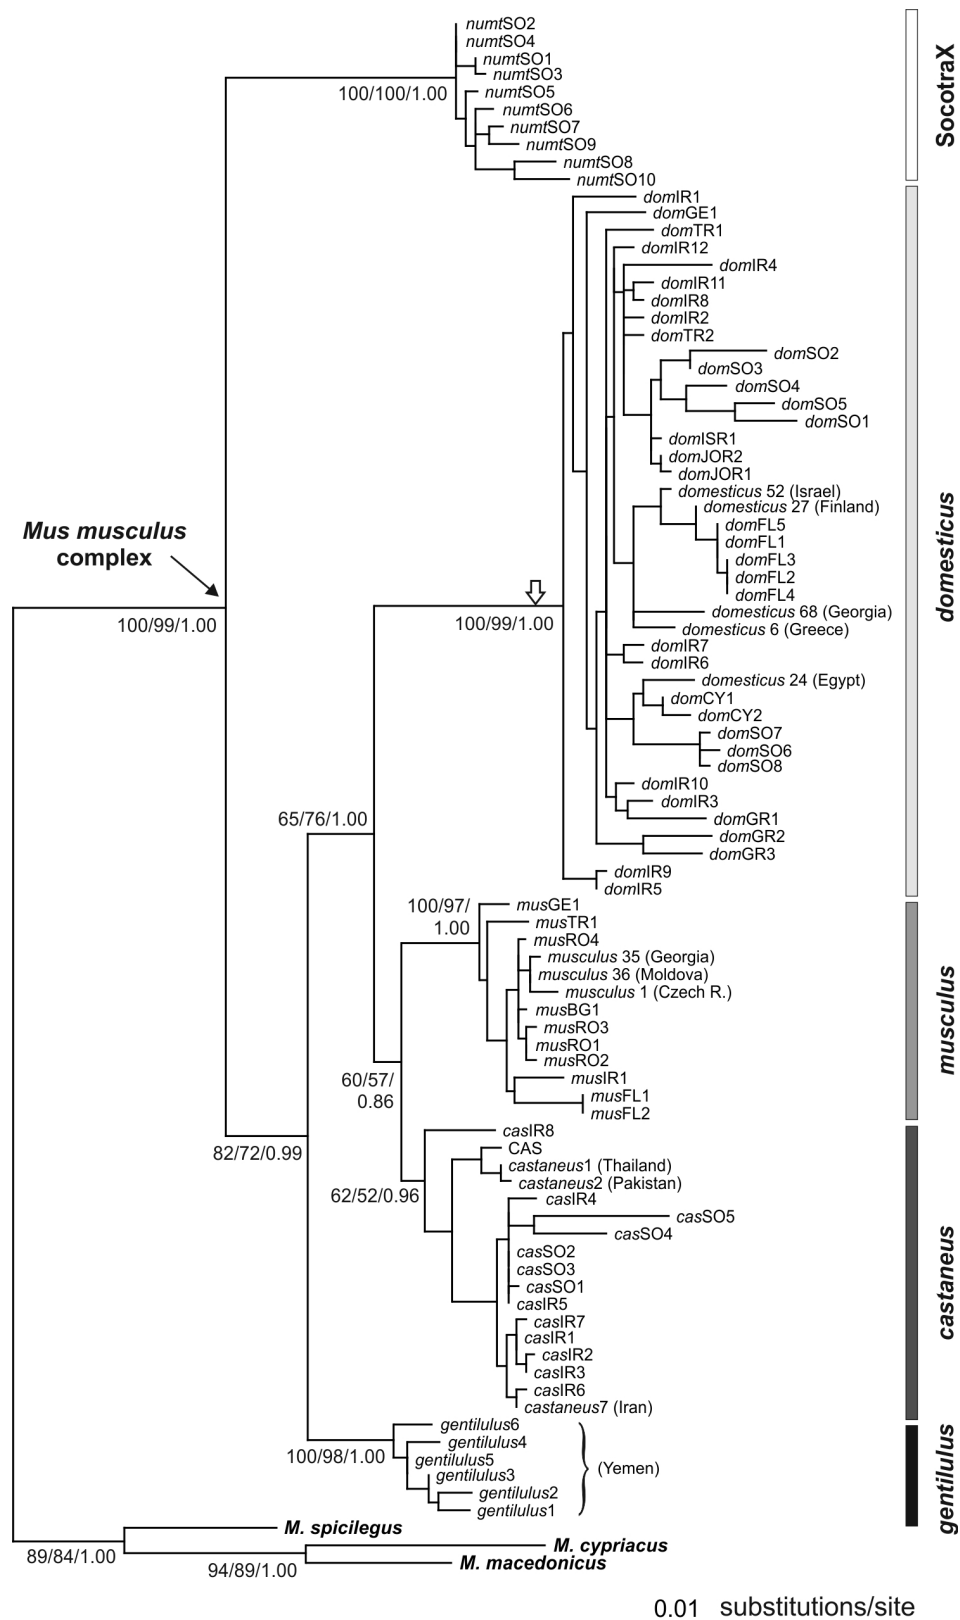 numtSO2
numtSO4
numtSO1
numtSO3
100/100/1.00
numtSO5
numtSO6
numtSO7
numtSO9
numtSO8
numtSO10
SocotraX
domIR1
domGE1
domTR1
domIR12
domIR4
domIR11
domIR8
domIR2
domTR2
domSO2
domSO3
domSO4
domSO5
domSO1
domISR1
domJOR2
domJOR1
domesticus 52 (Israel)
domesticus 27 (Finland)
domFL5
domFL1
domFL3
domFL2
domFL4
domesticus 68 (Georgia)
domesticus 6 (Greece)
domIR7
domIR6
domesticus 24 (Egypt)
domCY1
domCY2
domSO7
domSO6
domSO8
domIR10
domIR3
domGR1
domGR2
domGR3
domIR9
domIR5
domesticus
Mus musculus
complex
100/99/1.00
100/99/1.00
65/76/1.00
100/97/
1.00
musGE1
musTR1
musRO4
musculus 35 (Georgia)
musculus 36 (Moldova)
musculus 1 (Czech R.)
musBG1
musRO3
musRO1
musRO2
musIR1
musFL1
musFL2
musculus
60/57/
0.86
82/72/0.99
62/52/0.96
casIR8
CAS
castaneus1 (Thailand)
castaneus2 (Pakistan)
casIR4
casSO5
casSO4
casSO2
casSO3
casSO1
casIR5
casIR7
casIR1
casIR2
casIR3
casIR6
castaneus7 (Iran)
castaneus
100/98/1.00
gentilulus6
gentilulus4
gentilulus5
gentilulus3
gentilulus2
gentilulus1
(Yemen)
gentilulus
M. spicilegus
M. cypriacus
M. macedonicus
89/84/1.00
94/89/1.00
0.01 substitutions/site